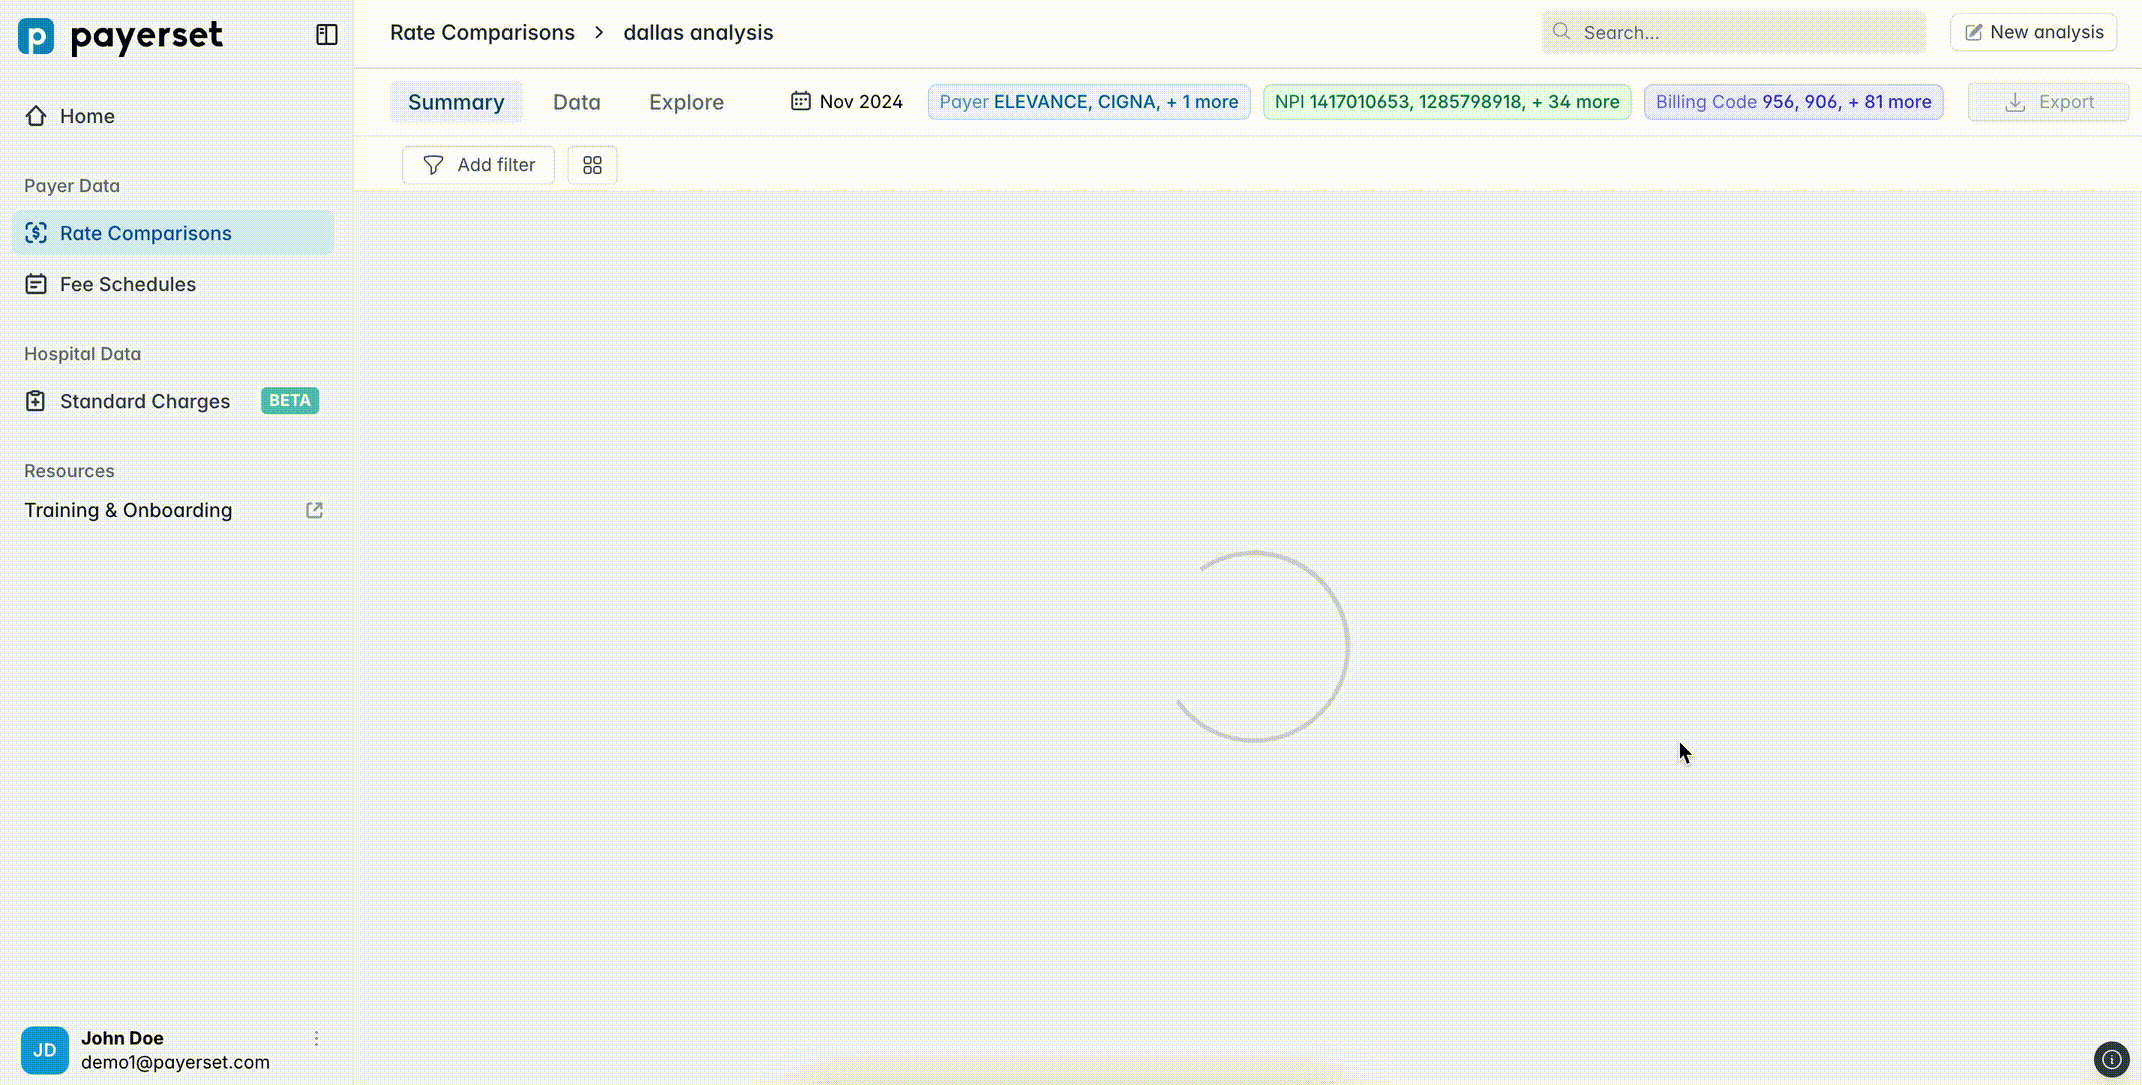 payerset
Home
Payer Data
Rate Comparisons
Fee Schedules
Hospital Data
Standard Charges BETA
Resources
Training & Onboarding
JD
John Doe
demo1@payerset.com
Rate Comparisons > dallas analysis
Search...
New analysis
Summary
Data
Explore
Nov 2024
Payer ELEVANCE, CIGNA, + 1 more
NPI 1417010653, 1285798918, + 34 more
Billing Code 956, 906, + 81 more
Export
Add filter